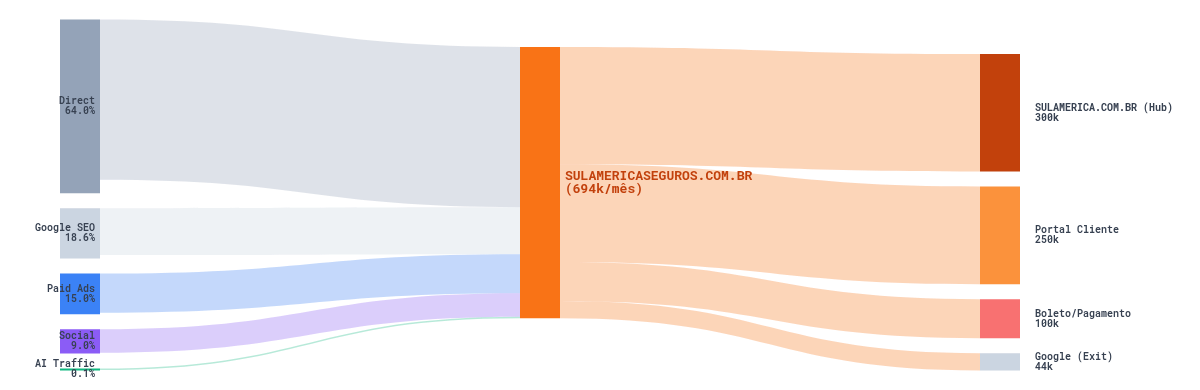 Direct
64.0%
Google SEO
18.6%
Paid Ads
15.0%
Social
9.0%
AI Traffic
0.1%
SULAMERICASEGUROS.COM.BR
(694k/mês)
SULAMERICA.COM.BR (Hub)
300k
Portal Cliente
250k
Boleto/Pagamento
100k
Google (Exit)
44k